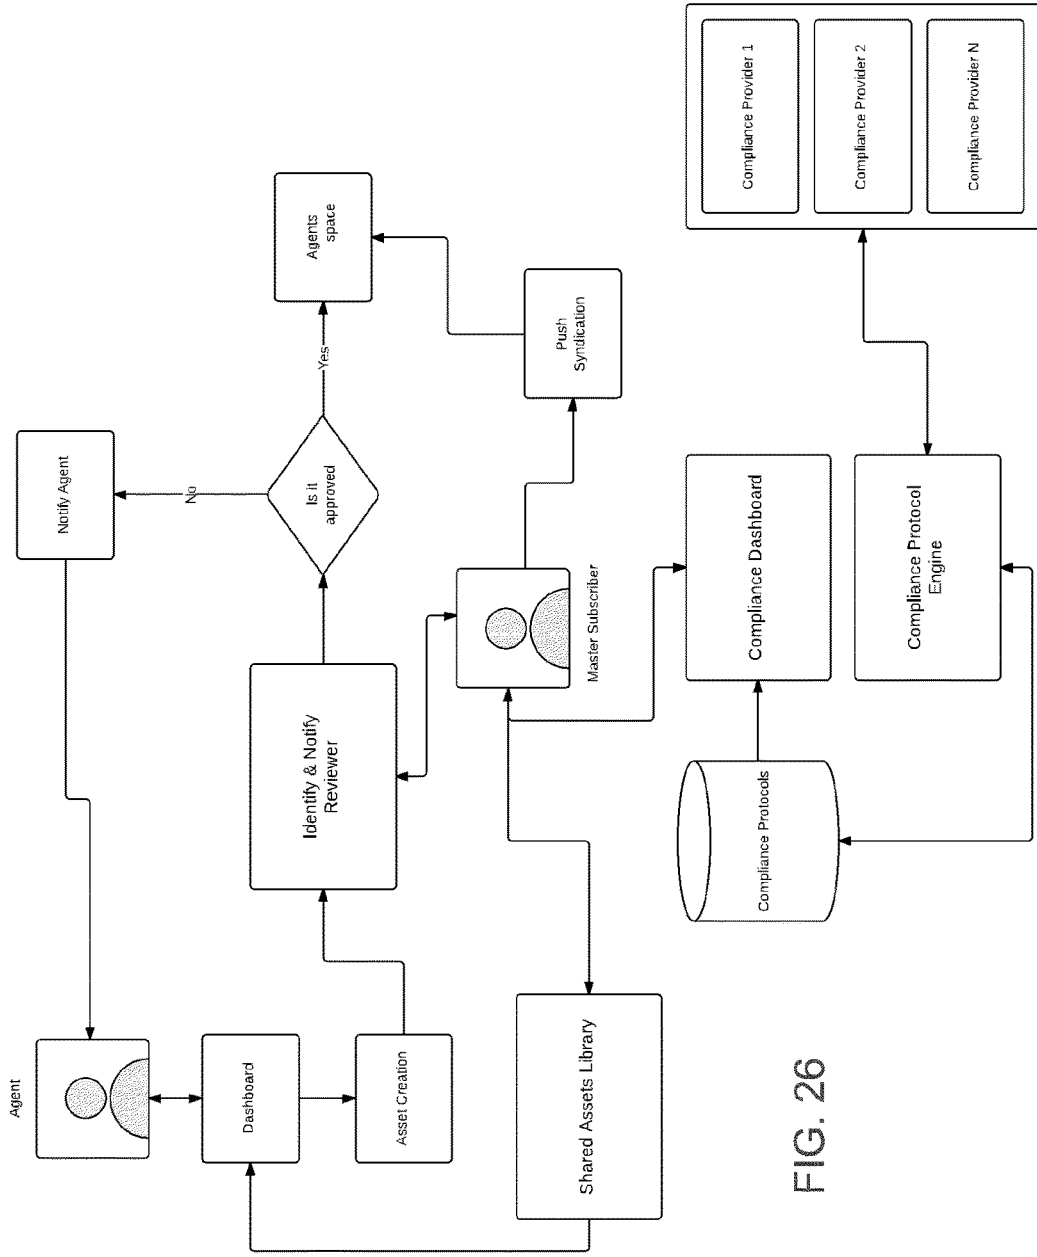 Agent
Dashboard
Asset Creation
Shared Assets Library
Identify & Notify
Reviewer
Master Subscriber
Notify Agent
No
Is it
approved
Yes
Agents
space
Push
Syndication
Compliance Protocols
Compliance Dashboard
Compliance Protocol
Engine
Compliance Provider 1
Compliance Provider 2
Compliance Provider N
FIG. 26